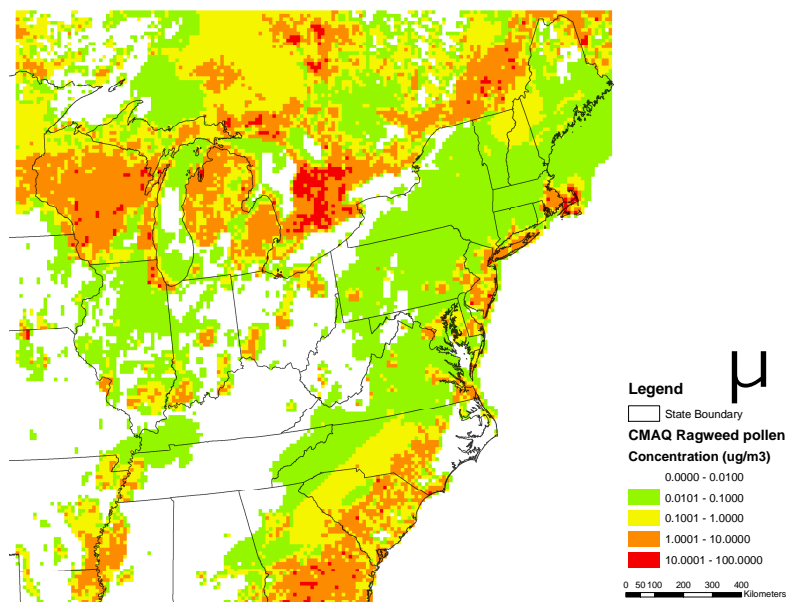 µ
Legend
State Boundary
CMAQ Ragweed pollen
Concentration (ug/m3)
0.0000 - 0.0100
0.0101 - 0.1000
0.1001 - 1.0000
1.0001 - 10.0000
10.0001 - 100.0000
0 50 100 200 300 400
Kilometers